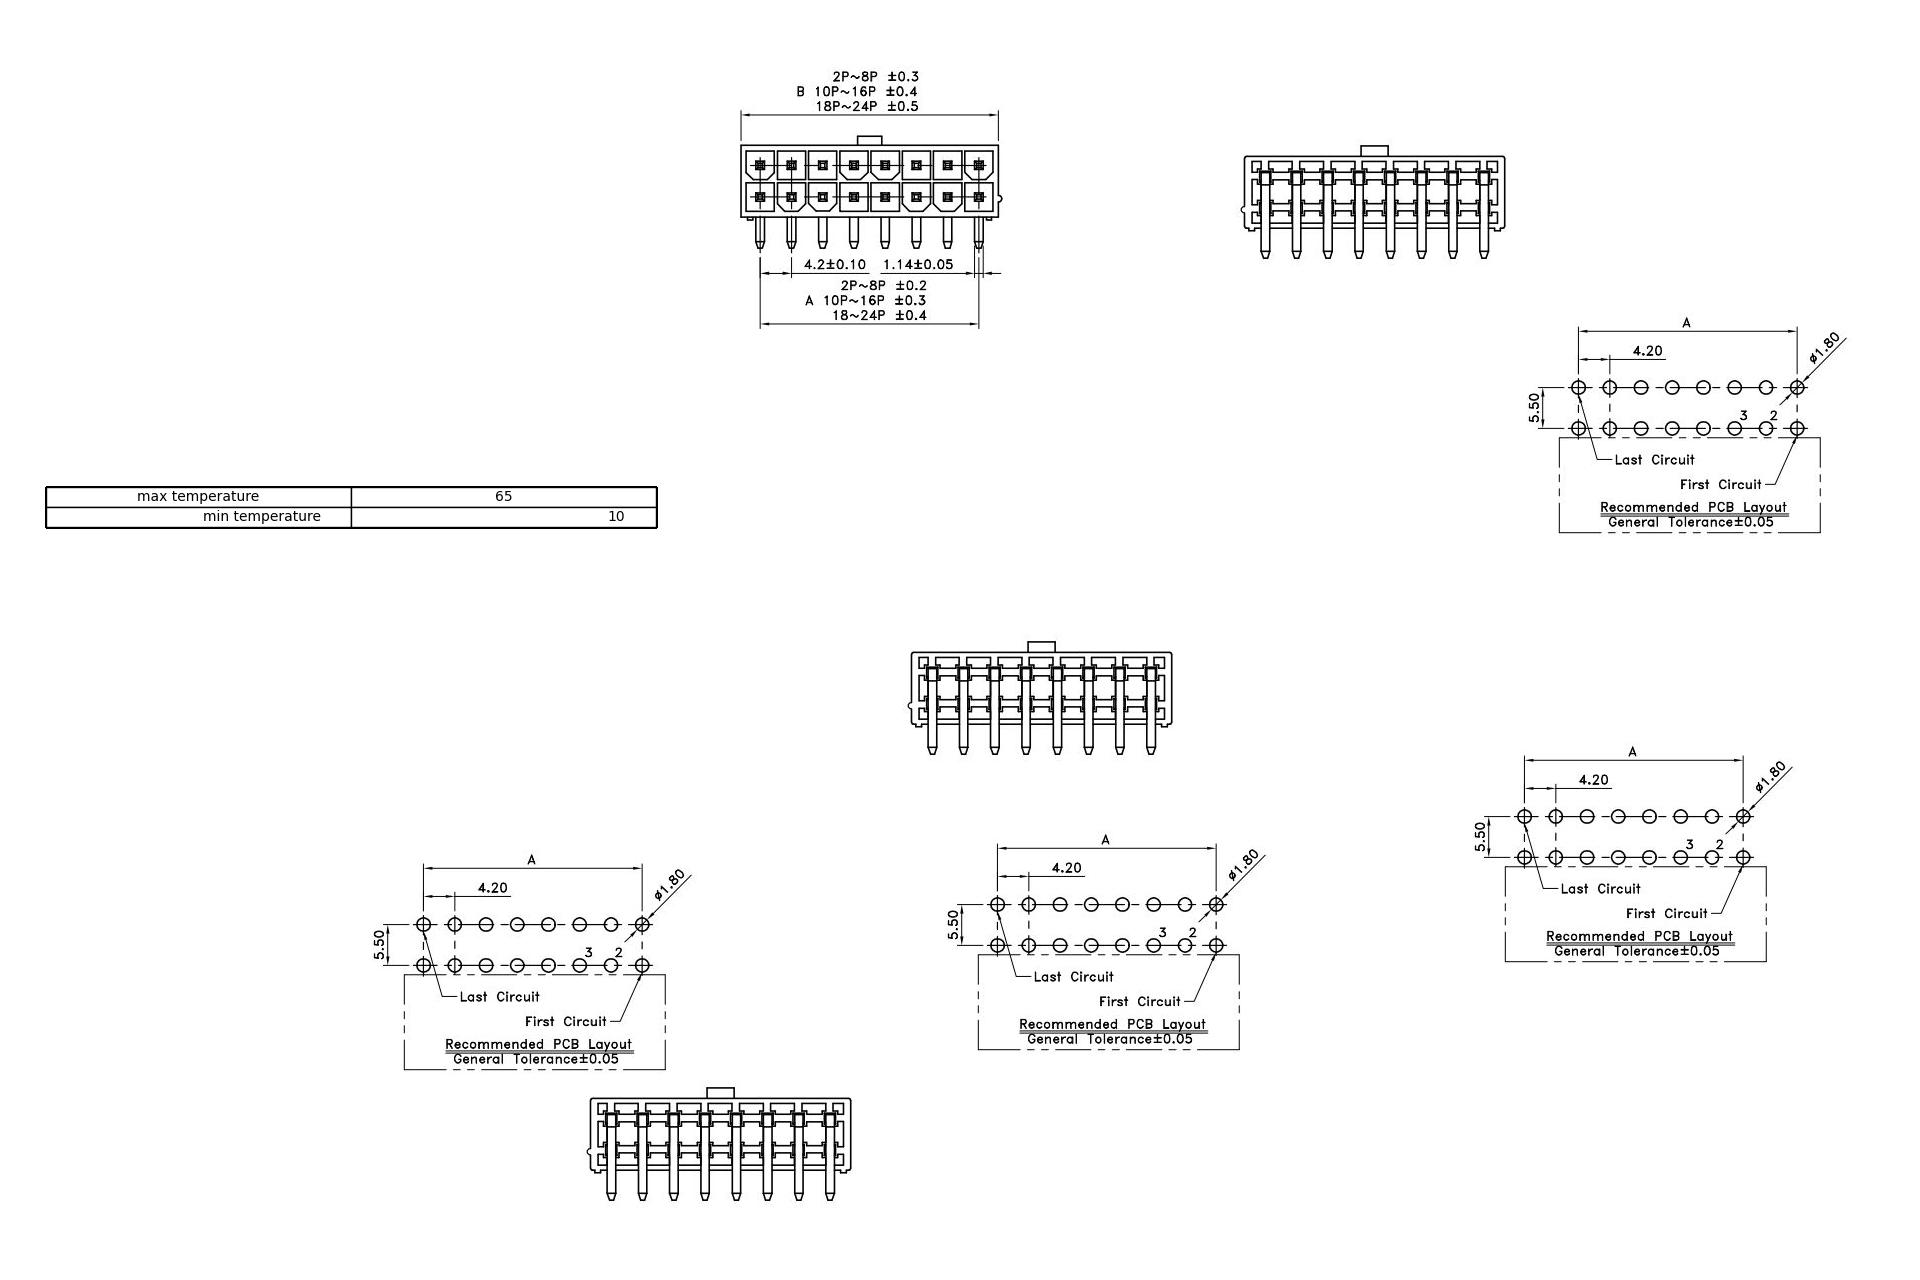 2P~8P ±0.3
B 10P~16P ±0.4
18P~24P ±0.5
4.2±0.10 1.14±0.05
2P~8P ±0.2
A 10P~16P ±0.3
18~24P ±0.4
A
4.20
ø1.80
5.50
3 2
Last Circuit
First Circuit
Recommended PCB Layout
General Tolerance±0.05
max temperature 65
min temperature 10
A
4.20
ø1.80
5.50
3 2
Last Circuit
First Circuit
Recommended PCB Layout
General Tolerance±0.05
A
4.20
ø1.80
5.50
3 2
Last Circuit
First Circuit
Recommended PCB Layout
General Tolerance±0.05
A
4.20
ø1.80
5.50
3 2
Last Circuit
First Circuit
Recommended PCB Layout
General Tolerance±0.05